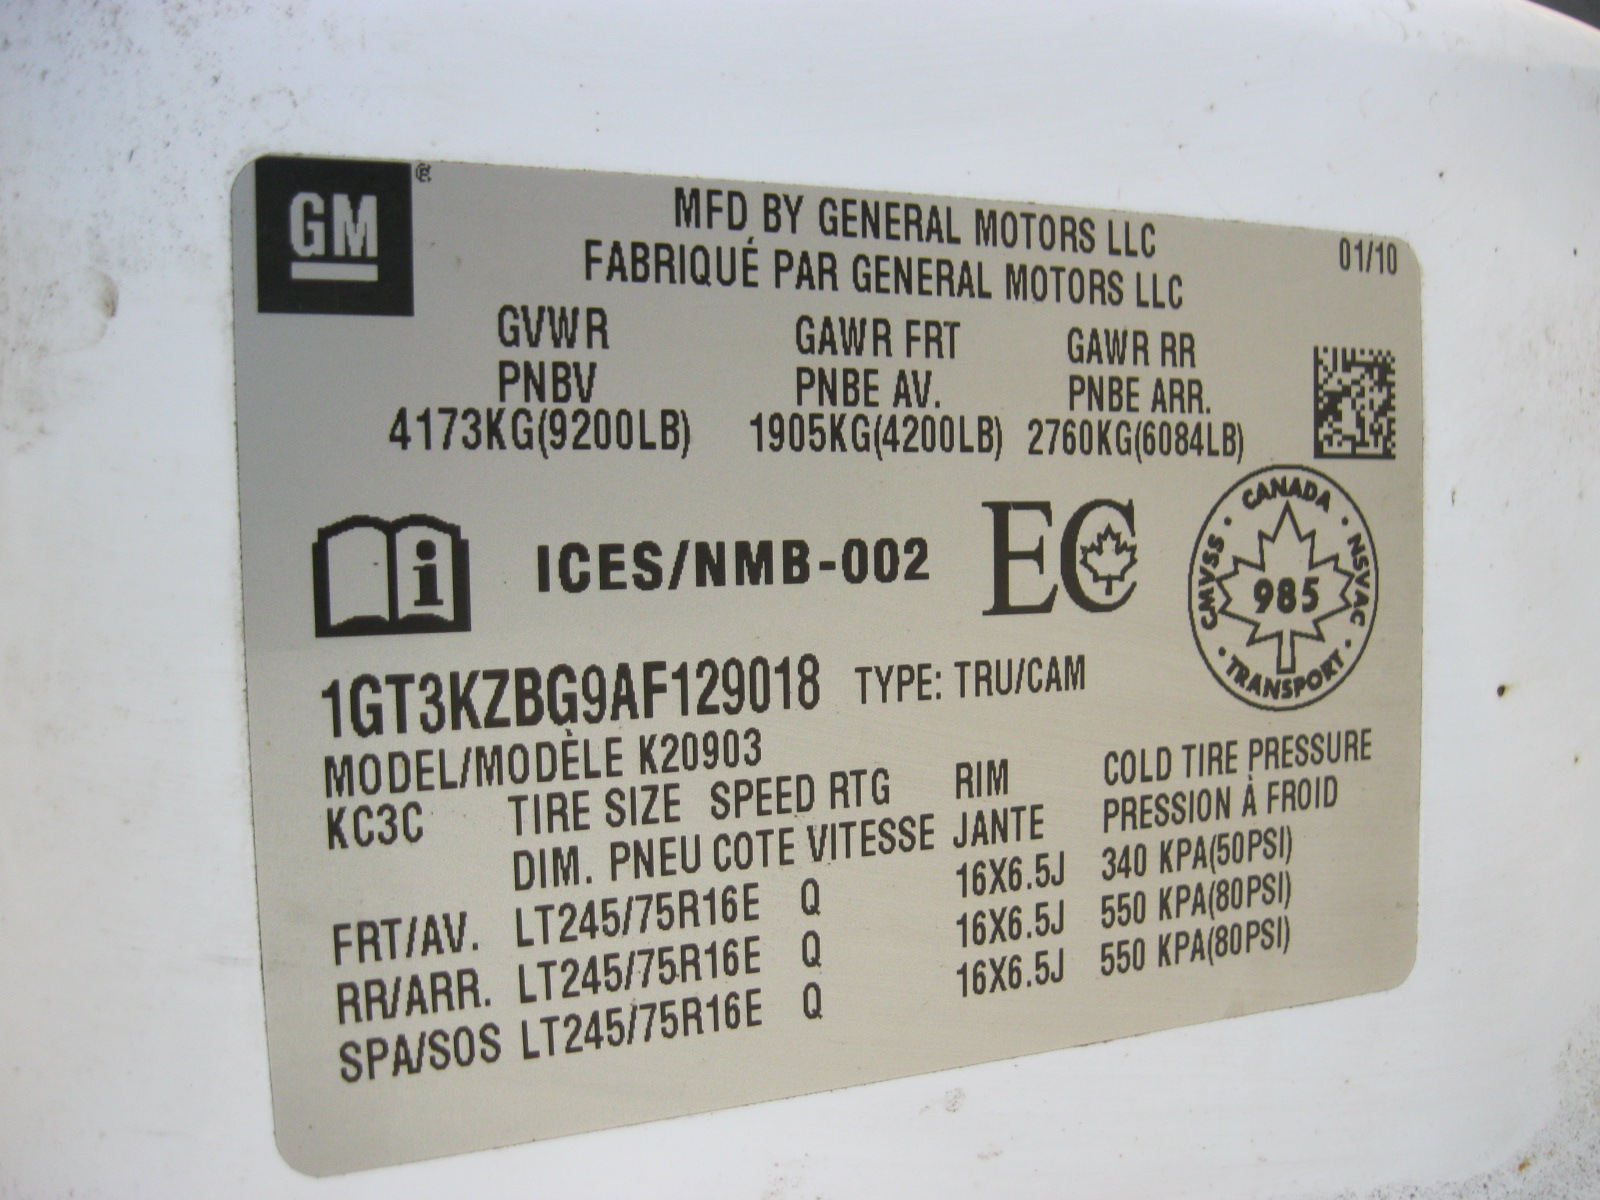 GM ®
MFD BY GENERAL MOTORS LLC
FABRIQUÉ PAR GENERAL MOTORS LLC
01/10
GVWR GAWR FRT GAWR RR
PNBV PNBE AV. PNBE ARR.
4173KG(9200LB) 1905KG(4200LB) 2760KG(6084LB)
i
ICES/NMB-002 EC
CANADA
CMVSS 985 NSVAC
TRANSPORT
1GT3KZBG9AF129018 TYPE: TRU/CAM
MODEL/MODÈLE K20903
KC3C TIRE SIZE SPEED RTG RIM COLD TIRE PRESSURE
DIM. PNEU COTE VITESSE JANTE PRESSION À FROID
FRT/AV. LT245/75R16E Q 16X6.5J 340 KPA(50PSI)
RR/ARR. LT245/75R16E Q 16X6.5J 550 KPA(80PSI)
SPA/SOS LT245/75R16E Q 16X6.5J 550 KPA(80PSI)